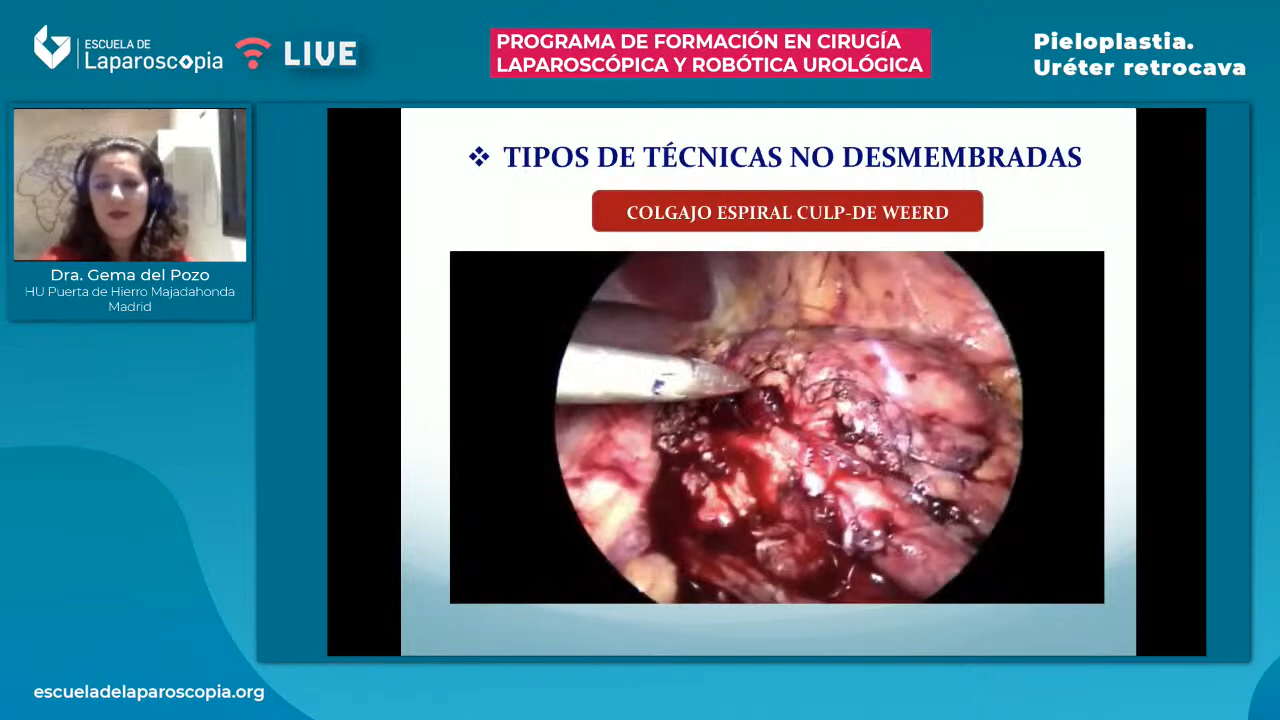 ESCUELA DE
Laparoscopia
LIVE
PROGRAMA DE FORMACIÓN EN CIRUGÍA
LAPAROSCÓPICA Y ROBÓTICA UROLÓGICA
Pieloplastia.
Uréter retrocava
Dra. Gema del Pozo
HU Puerta de Hierro Majadahonda
Madrid
❖ TIPOS DE TÉCNICAS NO DESMEMBRADAS
COLGAJO ESPIRAL CULP-DE WEERD
escueladelaparoscopia.org